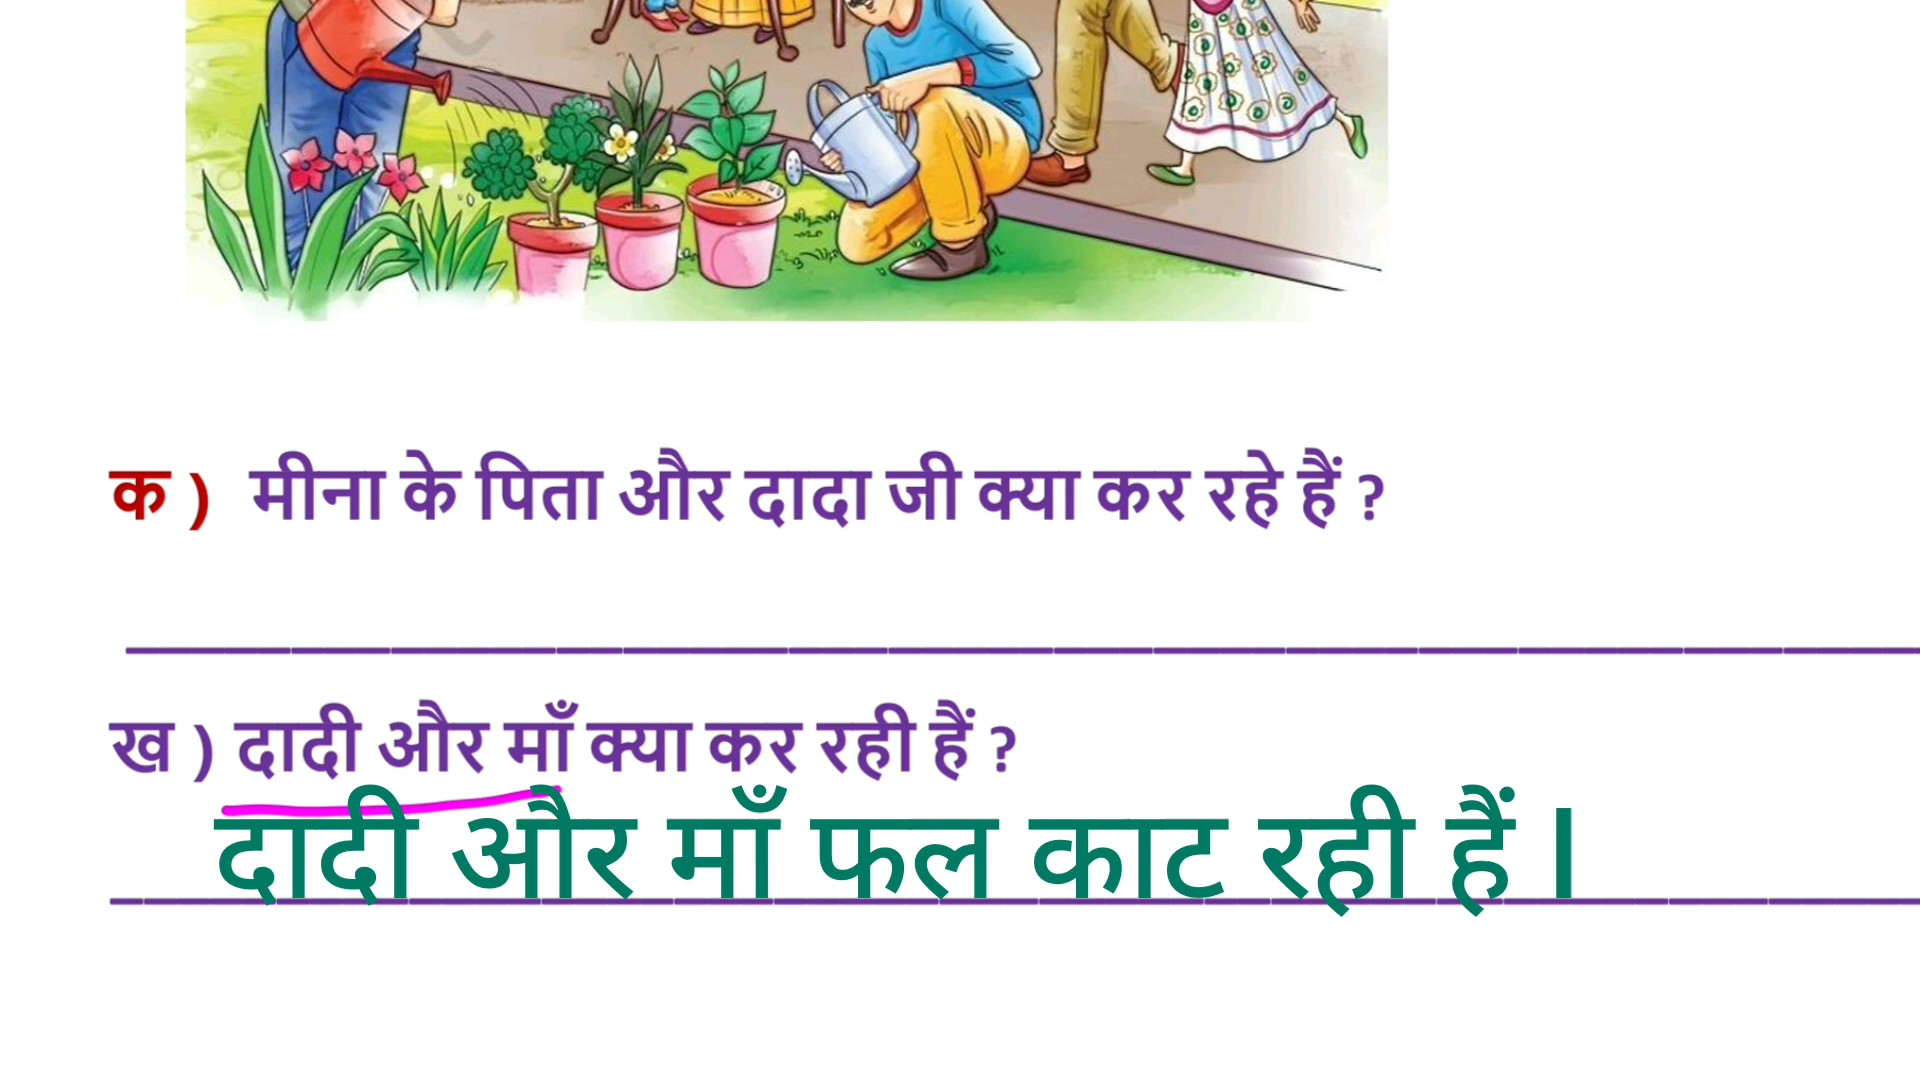 क ) मीना के पिता और दादा जी क्या कर रहे हैं ?
ख ) दादी और माँ क्या कर रही हैं ?
दादी और माँ फल काट रही हैं l